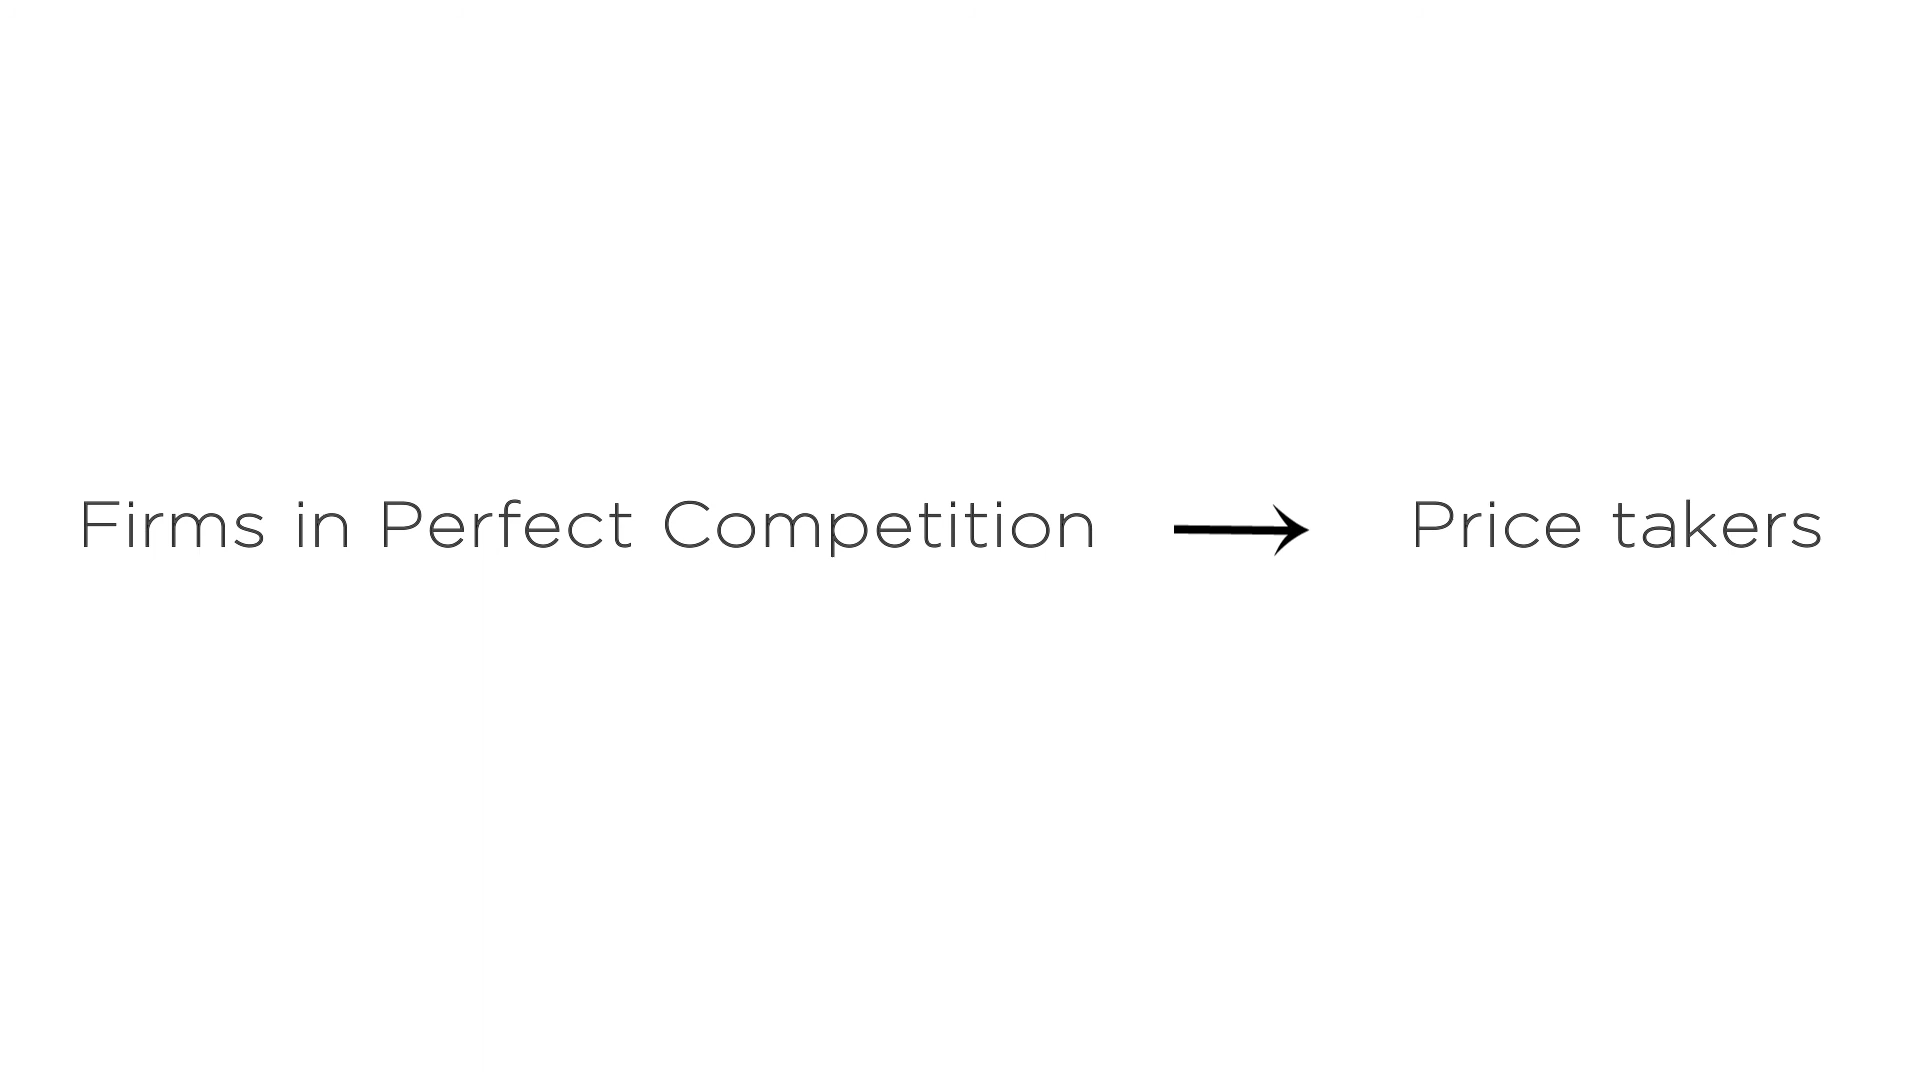 Firms in Perfect Competition → Price takers